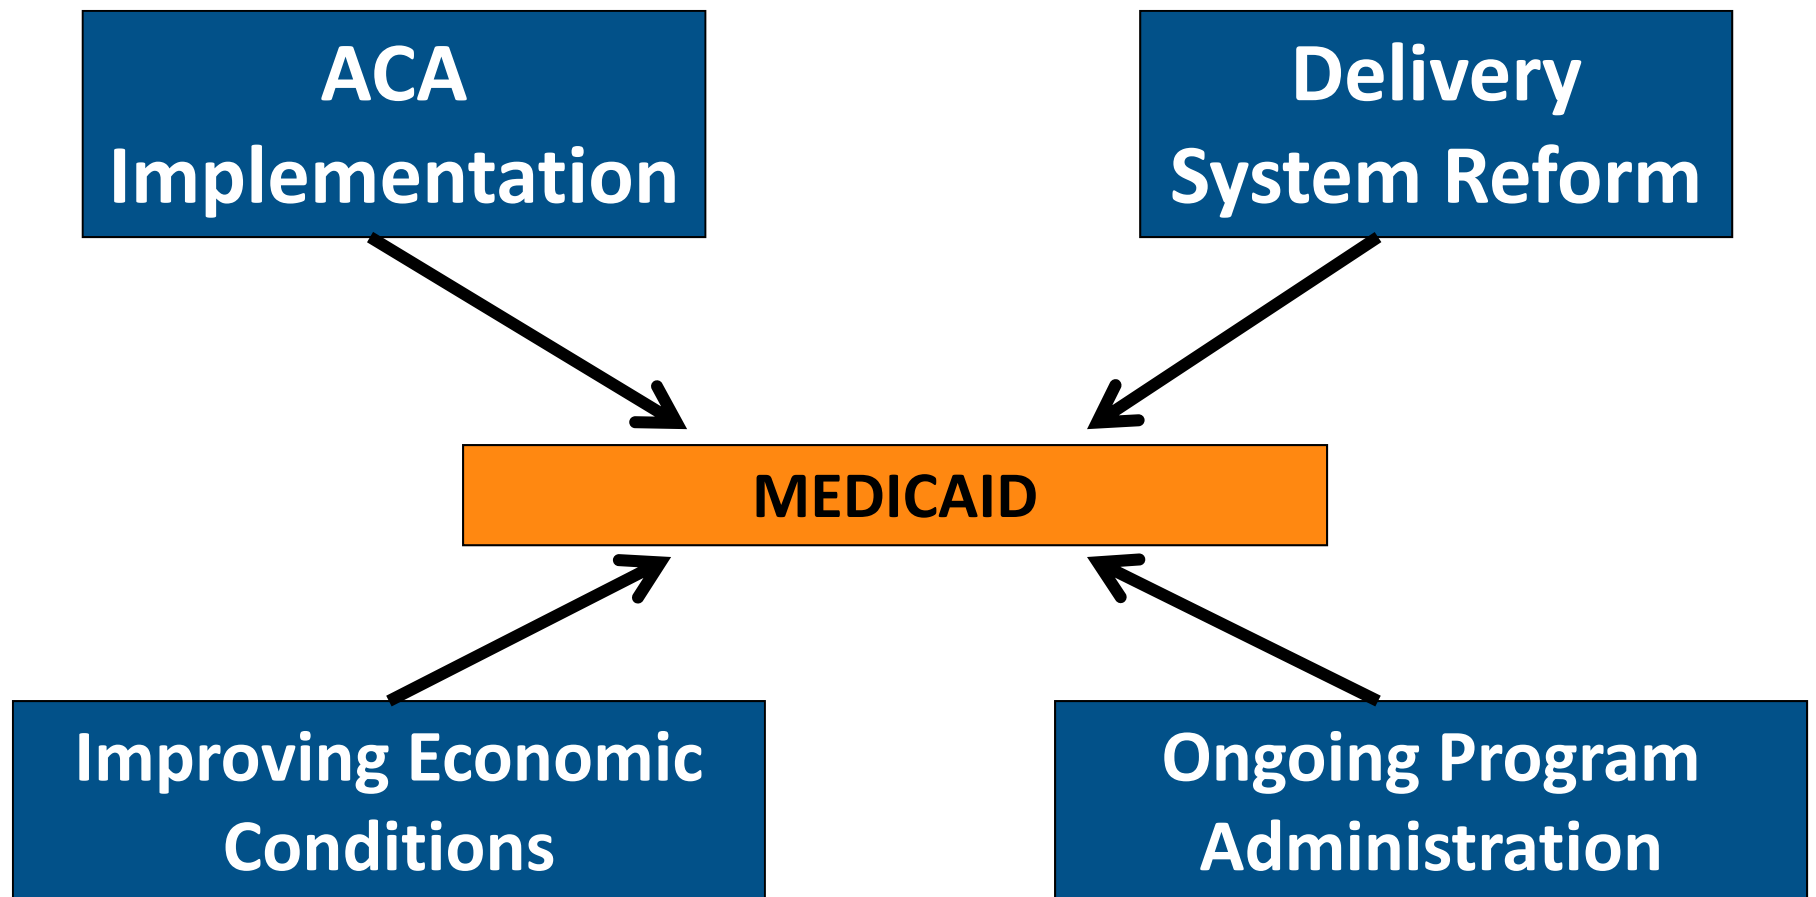 ACA
Implementation
Delivery
System Reform
MEDICAID
Improving Economic
Conditions
Ongoing Program
Administration